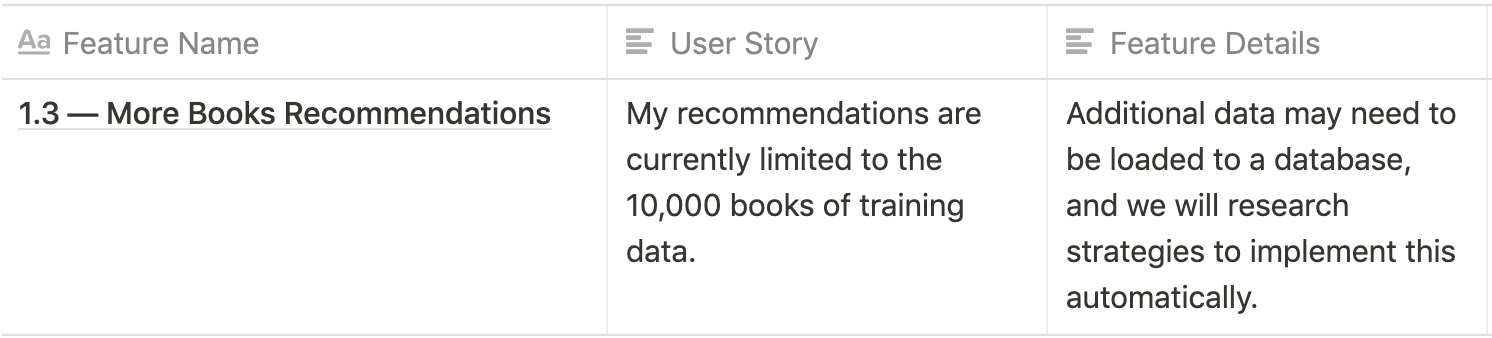 Aa Feature Name
User Story
Feature Details
1.3 — More Books Recommendations
My recommendations are
currently limited to the
10,000 books of training
data.
Additional data may need to
be loaded to a database,
and we will research
strategies to implement this
automatically.